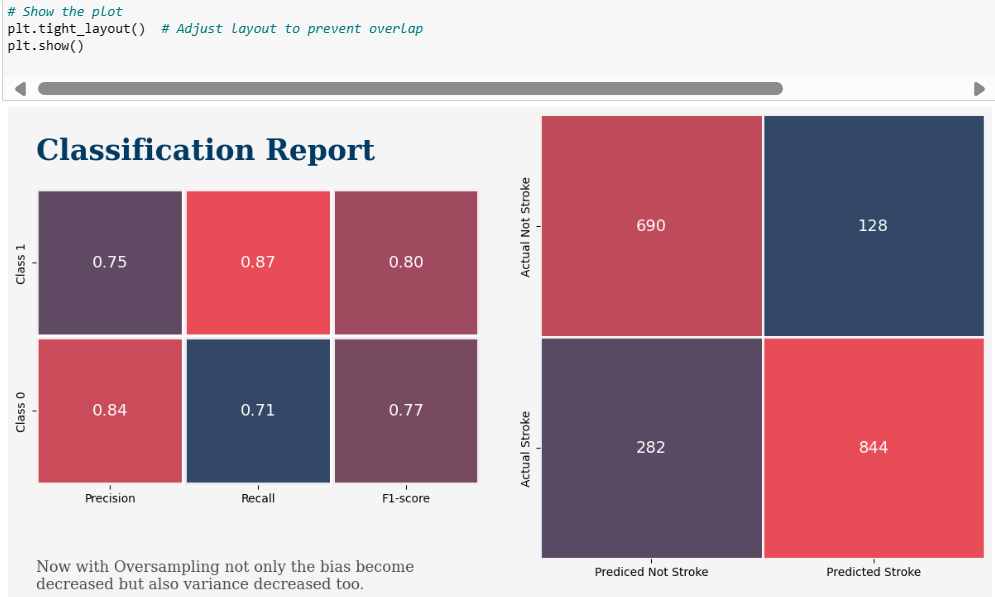 # Show the plot
plt.tight_layout()  # Adjust layout to prevent overlap
plt.show()
Classification Report
Class 1
0.75 0.87 0.80
Class 0
0.84 0.71 0.77
Precision Recall F1-score
Now with Oversampling not only the bias become
decreased but also variance decreased too.
Actual Not Stroke
690 128
Actual Stroke
282 844
Prediced Not Stroke Predicted Stroke